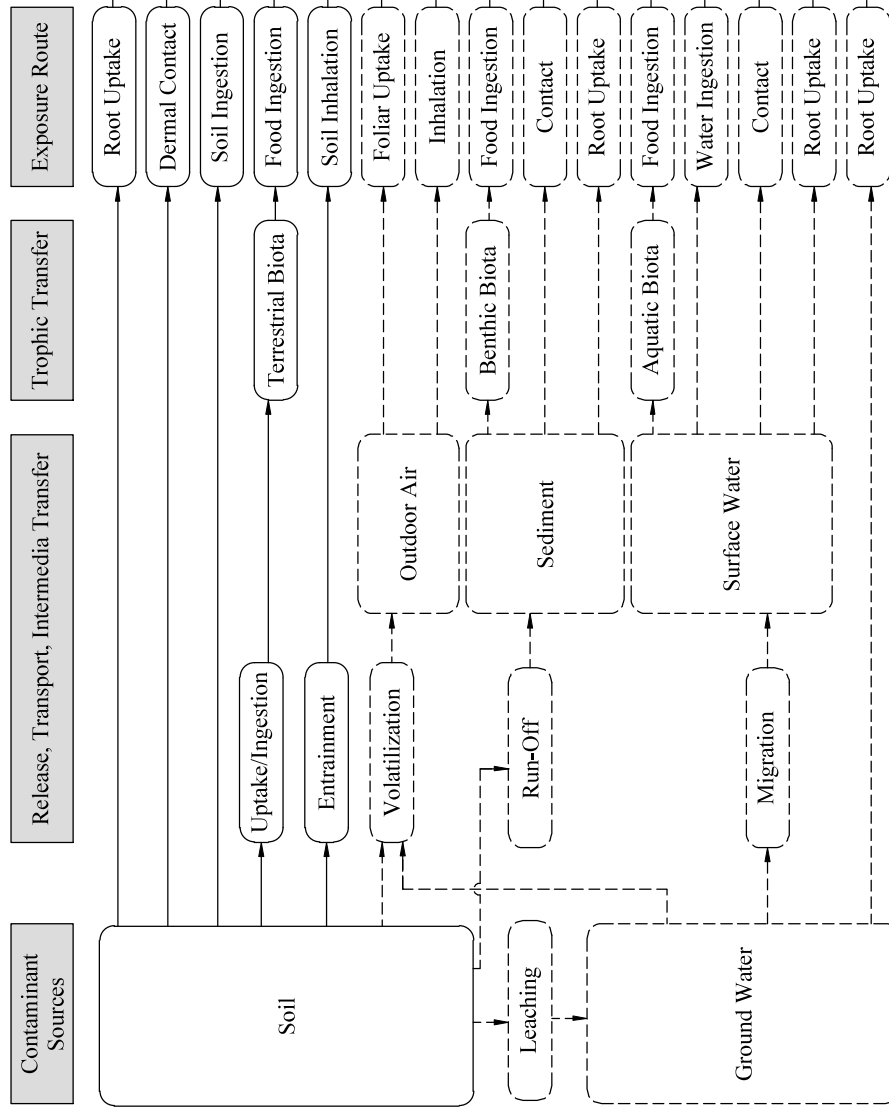 Contaminant
Sources
Release, Transport, Intermedia Transfer
Trophic Transfer
Exposure Route
Soil
Leaching
Ground Water
Uptake/Ingestion
Entrainment
Volatilization
Run-Off
Migration
Outdoor Air
Sediment
Surface Water
Terrestrial Biota
Benthic Biota
Aquatic Biota
Root Uptake
Dermal Contact
Soil Ingestion
Food Ingestion
Soil Inhalation
Foliar Uptake
Inhalation
Food Ingestion
Contact
Root Uptake
Food Ingestion
Water Ingestion
Contact
Root Uptake
Root Uptake